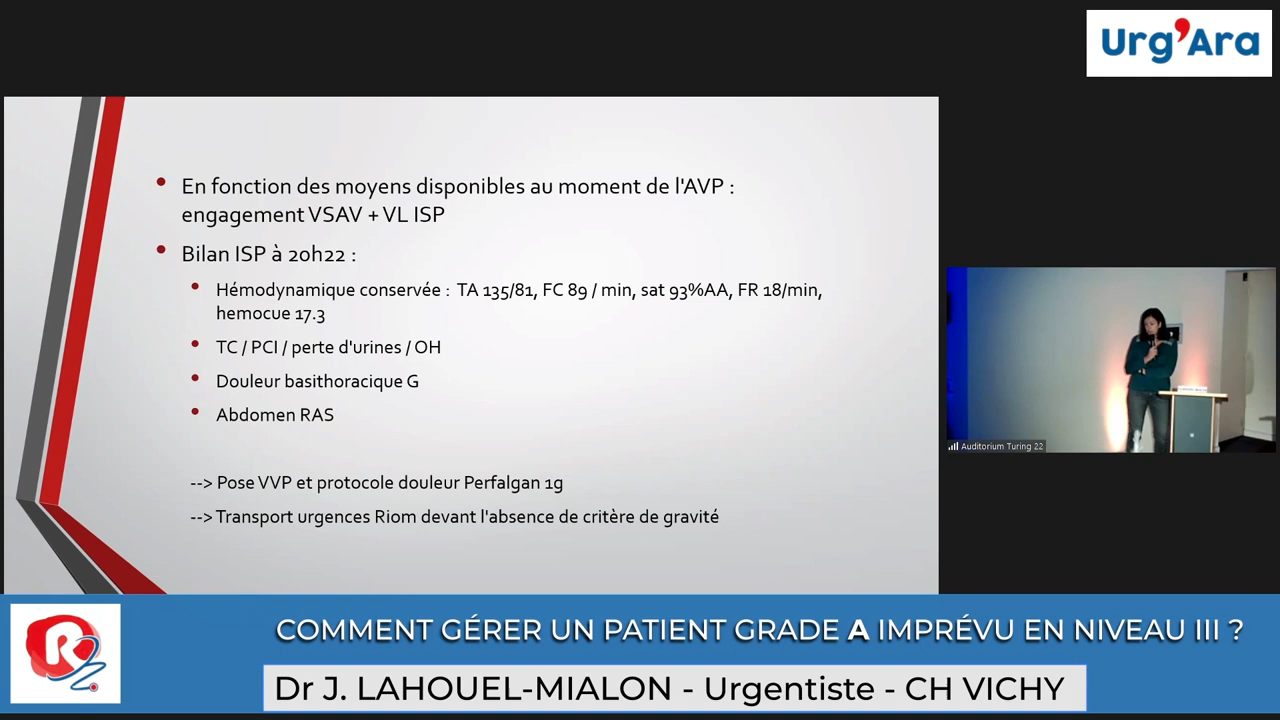 Urg'Ara
• En fonction des moyens disponibles au moment de l'AVP :
engagement VSAV + VL ISP
• Bilan ISP à 20h22 :
• Hémodynamique conservée : TA 135/81, FC 89 / min, sat 93%AA, FR 18/min,
hemocue 17.3
• TC / PCI / perte d'urines / OH
• Douleur basithoracique G
• Abdomen RAS
--> Pose VVP et protocole douleur Perfalgan 1g
--> Transport urgences Riom devant l'absence de critère de gravité
Auditorium Turing 22
R
COMMENT GÉRER UN PATIENT GRADE A IMPRÉVU EN NIVEAU III ?
Dr J. LAHOUEL-MIALON - Urgentiste - CH VICHY